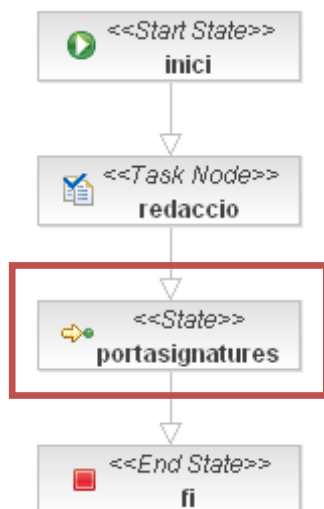 <<Start State>>
inici
<<Task Node>>
redaccio
<<State>>
portasignatures
<<End State>>
fi